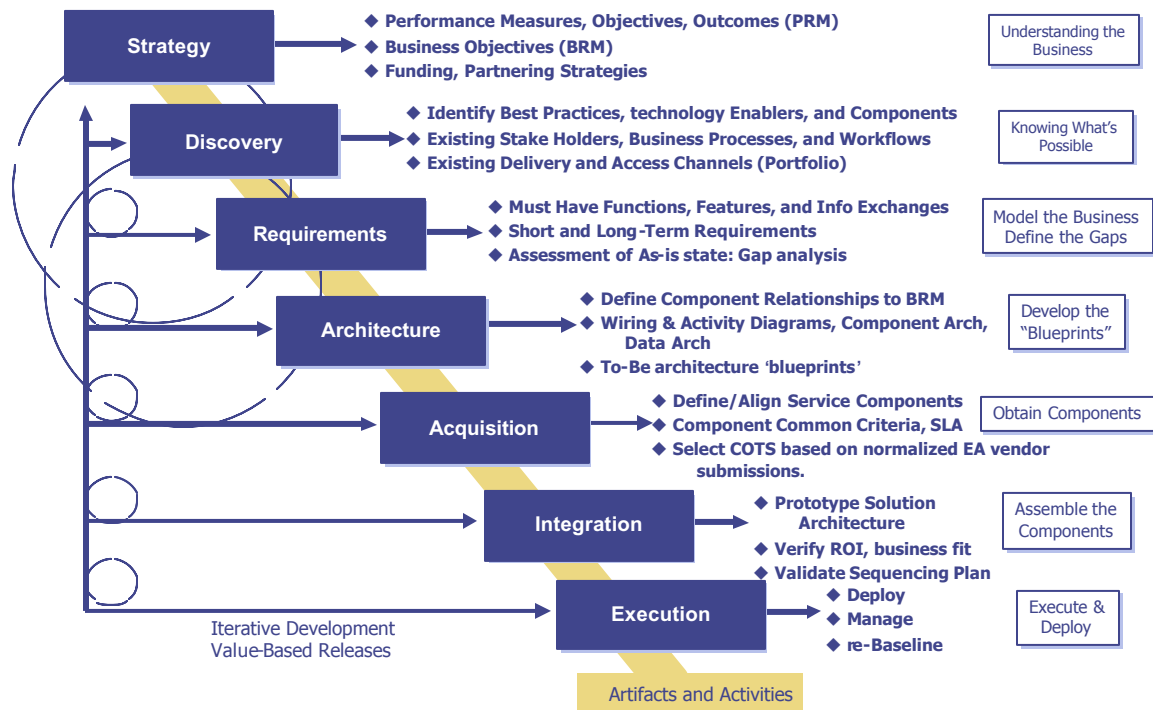 Strategy
◆ Performance Measures, Objectives, Outcomes (PRM)
◆ Business Objectives (BRM)
◆ Funding, Partnering Strategies
Understanding the
Business
Discovery
◆ Identify Best Practices, technology Enablers, and Components
◆ Existing Stake Holders, Business Processes, and Workflows
◆ Existing Delivery and Access Channels (Portfolio)
Knowing What's
Possible
Requirements
◆ Must Have Functions, Features, and Info Exchanges
◆ Short and Long-Term Requirements
◆ Assessment of As-is state: Gap analysis
Model the Business
Define the Gaps
Architecture
◆ Define Component Relationships to BRM
◆ Wiring & Activity Diagrams, Component Arch,
Data Arch
◆ To-Be architecture ‘blueprints’
Develop the
“Blueprints”
Acquisition
◆ Define/Align Service Components
◆ Component Common Criteria, SLA
◆ Select COTS based on normalized EA vendor
submissions.
Obtain Components
Integration
◆ Prototype Solution
Architecture
◆ Verify ROI, business fit
◆ Validate Sequencing Plan
Assemble the
Components
Execution
◆ Deploy
◆ Manage
◆ re-Baseline
Execute &
Deploy
Iterative Development
Value-Based Releases
Artifacts and Activities